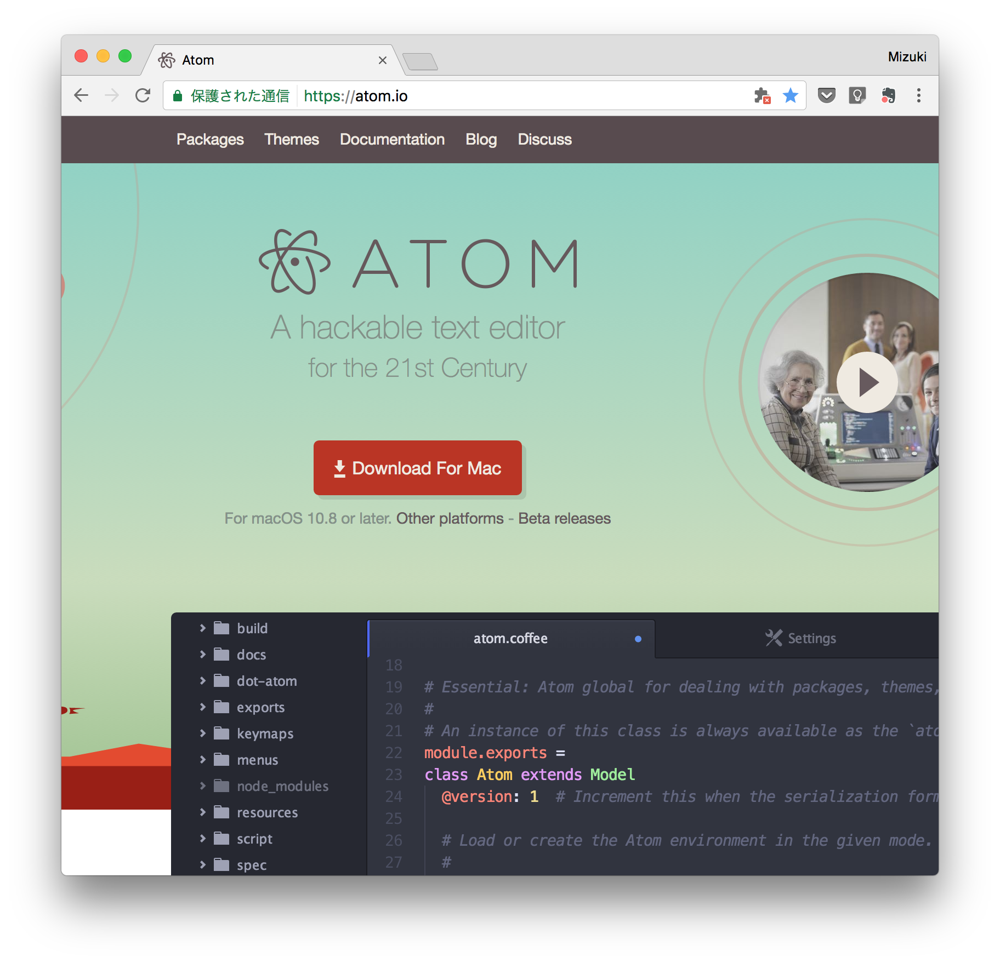 Atom
Mizuki
保護された通信 https://atom.io
Packages Themes Documentation Blog Discuss
ATOM
A hackable text editor
for the 21st Century
Download For Mac
For macOS 10.8 or later. Other platforms - Beta releases
build
docs
dot-atom
exports
keymaps
menus
node_modules
resources
script
spec
atom.coffee Settings
18
19 # Essential: Atom global for dealing with packages, themes,
20 #
21 # An instance of this class is always available as the `ato
22 module.exports =
23 class Atom extends Model
24 @version: 1 # Increment this when the serialization form
25
26 # Load or create the Atom environment in the given mode.
27 #